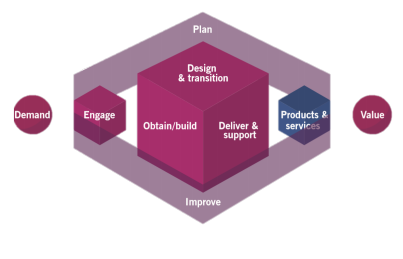 Plan
Design
& transition
Demand
Engage
Obtain/build
Deliver &
support
Products &
services
Value
Improve